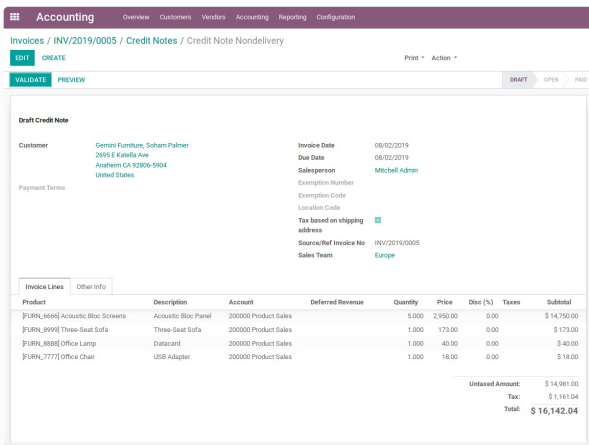 Accounting Overview Customers Vendors Accounting Reporting Configuration
Invoices / INV/2019/0005 / Credit Notes / Credit Note Nondelivery
EDIT CREATE Print Action
VALIDATE PREVIEW DRAFT OPEN PAID
Draft Credit Note
Customer Gemini Furniture, Soham Palmer
2695 E Katella Ave
Anaheim CA 92806-5904
United States
Payment Terms
Invoice Date 08/02/2019
Due Date 08/02/2019
Salesperson Mitchell Admin
Exemption Number
Exemption Code
Location Code
Tax based on shipping
address
Source/Ref Invoice No INV/2019/0005
Sales Team Europe
Invoice Lines Other Info
Product Description Account Deferred Revenue Quantity Price Disc (%) Taxes Subtotal
[FURN_6666] Acoustic Bloc Screens Acoustic Bloc Panel 200000 Product Sales 5.000 2,950.00 0.00 $ 14,750.00
[FURN_8999] Three-Seat Sofa Three-Seat Sofa 200000 Product Sales 1.000 173.00 0.00 $ 173.00
[FURN_8888] Office Lamp Datacard 200000 Product Sales 1.000 40.00 0.00 $ 40.00
[FURN_7777] Office Chair USB Adapter 200000 Product Sales 1.000 18.00 0.00 $ 18.00
Untaxed Amount: $ 14,981.00
Tax: $ 1,161.04
Total: $ 16,142.04